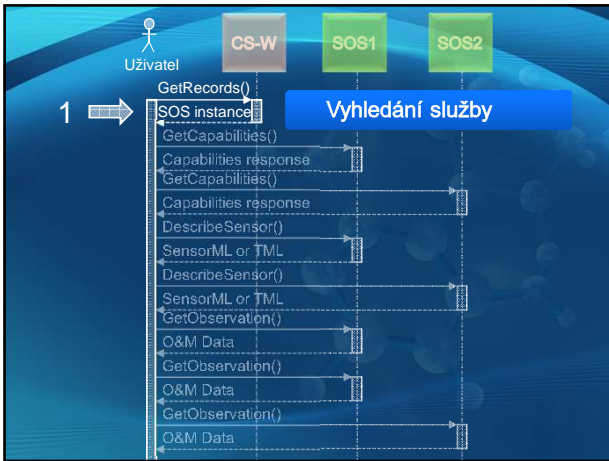 CS-W SOS1 SOS2
Uživatel
GetRecords()
1 SOS instance Vyhledání služby
GetCapabilities()
Capabilities response
GetCapabilities()
Capabilities response
DescribeSensor()
SensorML or TML
DescribeSensor()
SensorML or TML
GetObservation()
O&M Data
GetObservation()
O&M Data
GetObservation()
O&M Data